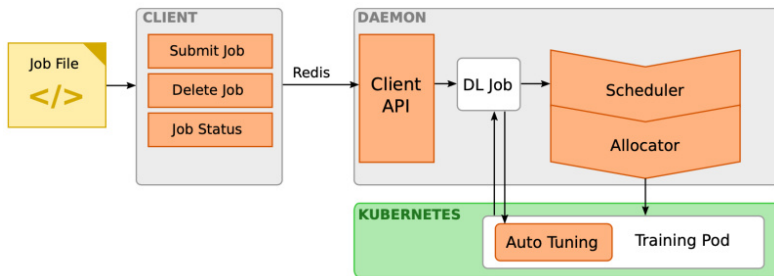 CLIENT
DAEMON
Job File
</>
Submit Job
Delete Job
Job Status
Redis
Client
API
DL Job
Scheduler
Allocator
KUBERNETES
Auto Tuning
Training Pod